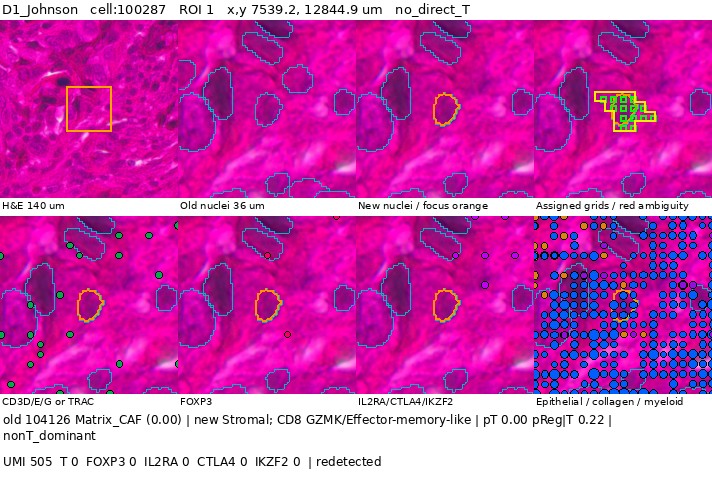 D1_Johnson cell:100287 ROI 1 x,y 7539.2, 12844.9 um no_direct_T
H&E 140 um
Old nuclei 36 um
New nuclei / focus orange
Assigned grids / red ambiguity
CD3D/E/G or TRAC
FOXP3
IL2RA/CTLA4/IKZF2
Epithelial / collagen / myeloid
old 104126 Matrix_CAF (0.00) | new Stromal; CD8 GZMK/Effector-memory-like | pT 0.00 pReg|T 0.22 |
nonT_dominant
UMI 505 T 0 FOXP3 0 IL2RA 0 CTLA4 0 IKZF2 0 | redetected